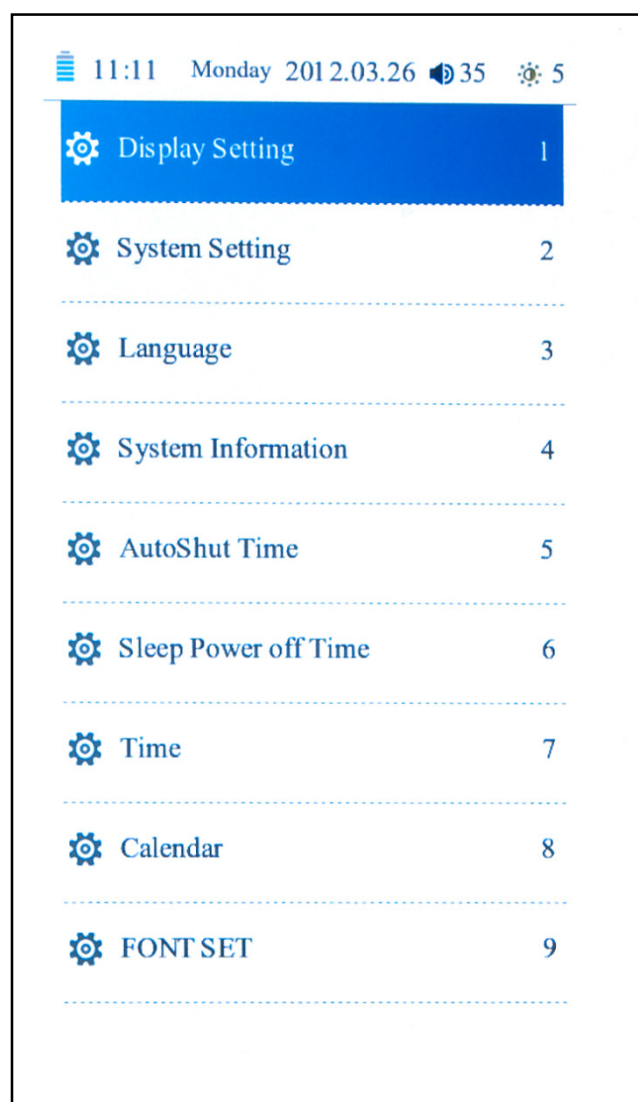 11:11 Monday 2012.03.26 35 5
Display Setting 1
System Setting 2
Language 3
System Information 4
AutoShut Time 5
Sleep Power off Time 6
Time 7
Calendar 8
FONT SET 9